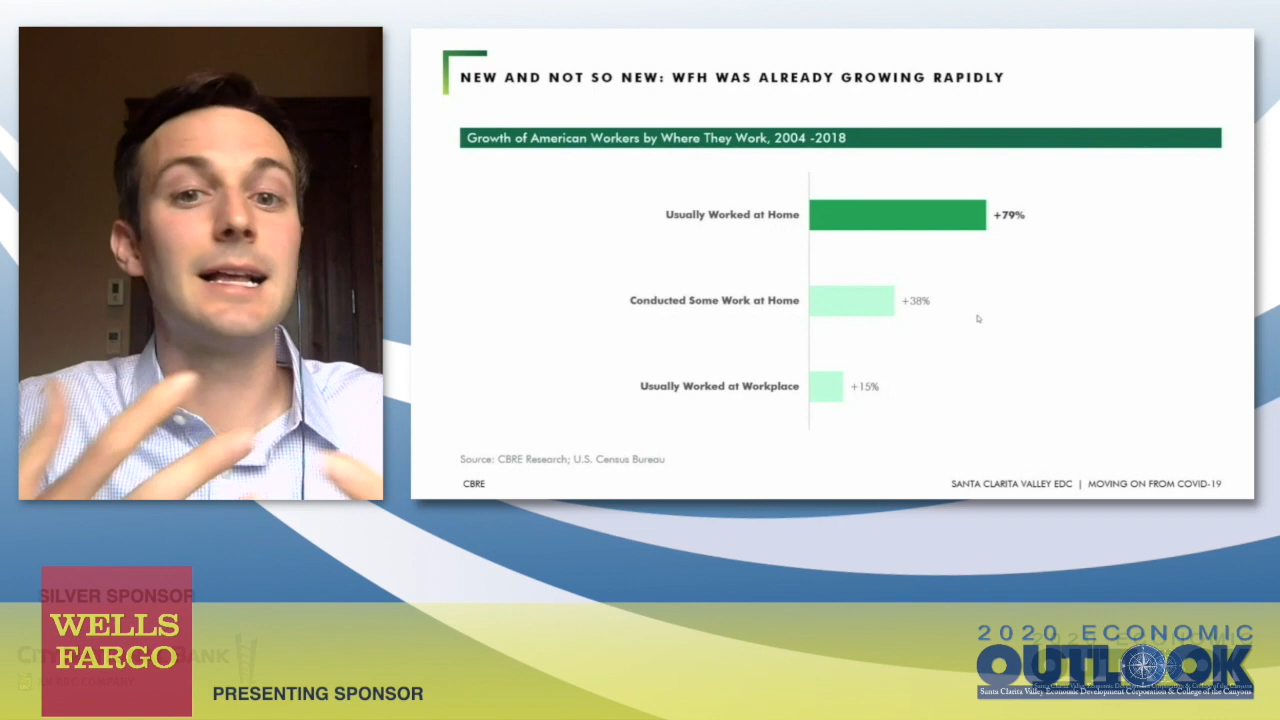 NEW AND NOT SO NEW: WFH WAS ALREADY GROWING RAPIDLY
Growth of American Workers by Where They Work, 2004 -2018
Usually Worked at Home
+79%
Conducted Some Work at Home
+38%
Usually Worked at Workplace
+15%
Source: CBRE Research; U.S. Census Bureau
CBRE
SANTA CLARITA VALLEY EDC | MOVING ON FROM COVID-19
SILVER SPONSOR
WELLS
FARGO
PRESENTING SPONSOR
2020 ECONOMIC
OUTLOOK
Santa Clarita Valley Economic Development Corporation & College of the Canyons